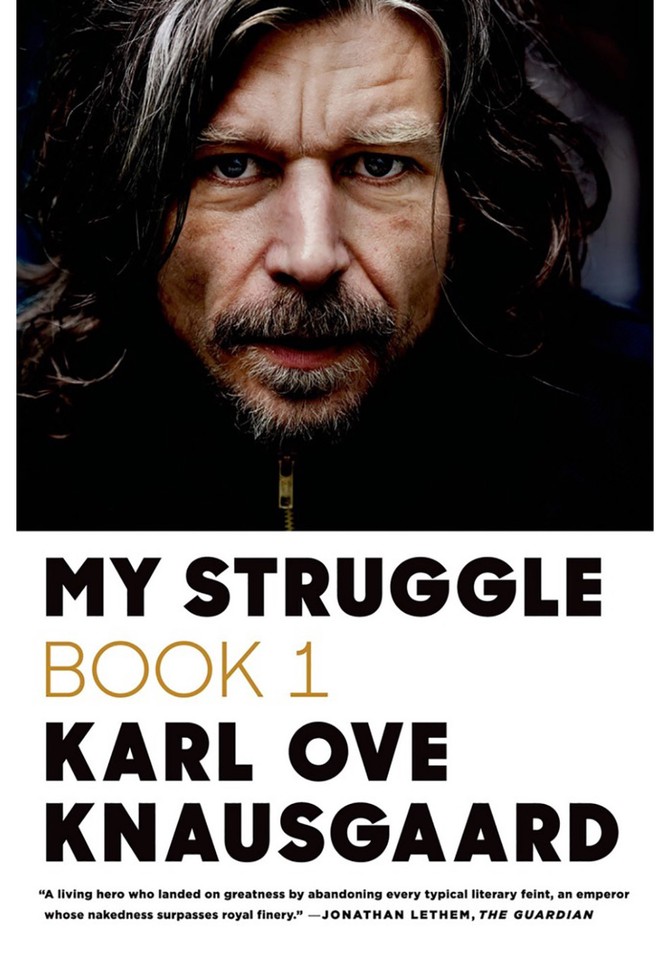 MY STRUGGLE
BOOK 1
KARL OVE
KNAUSGAARD
“A living hero who landed on greatness by abandoning every typical literary feint, an emperor
whose nakedness surpasses royal finery.” —JONATHAN LETHEM, THE GUARDIAN